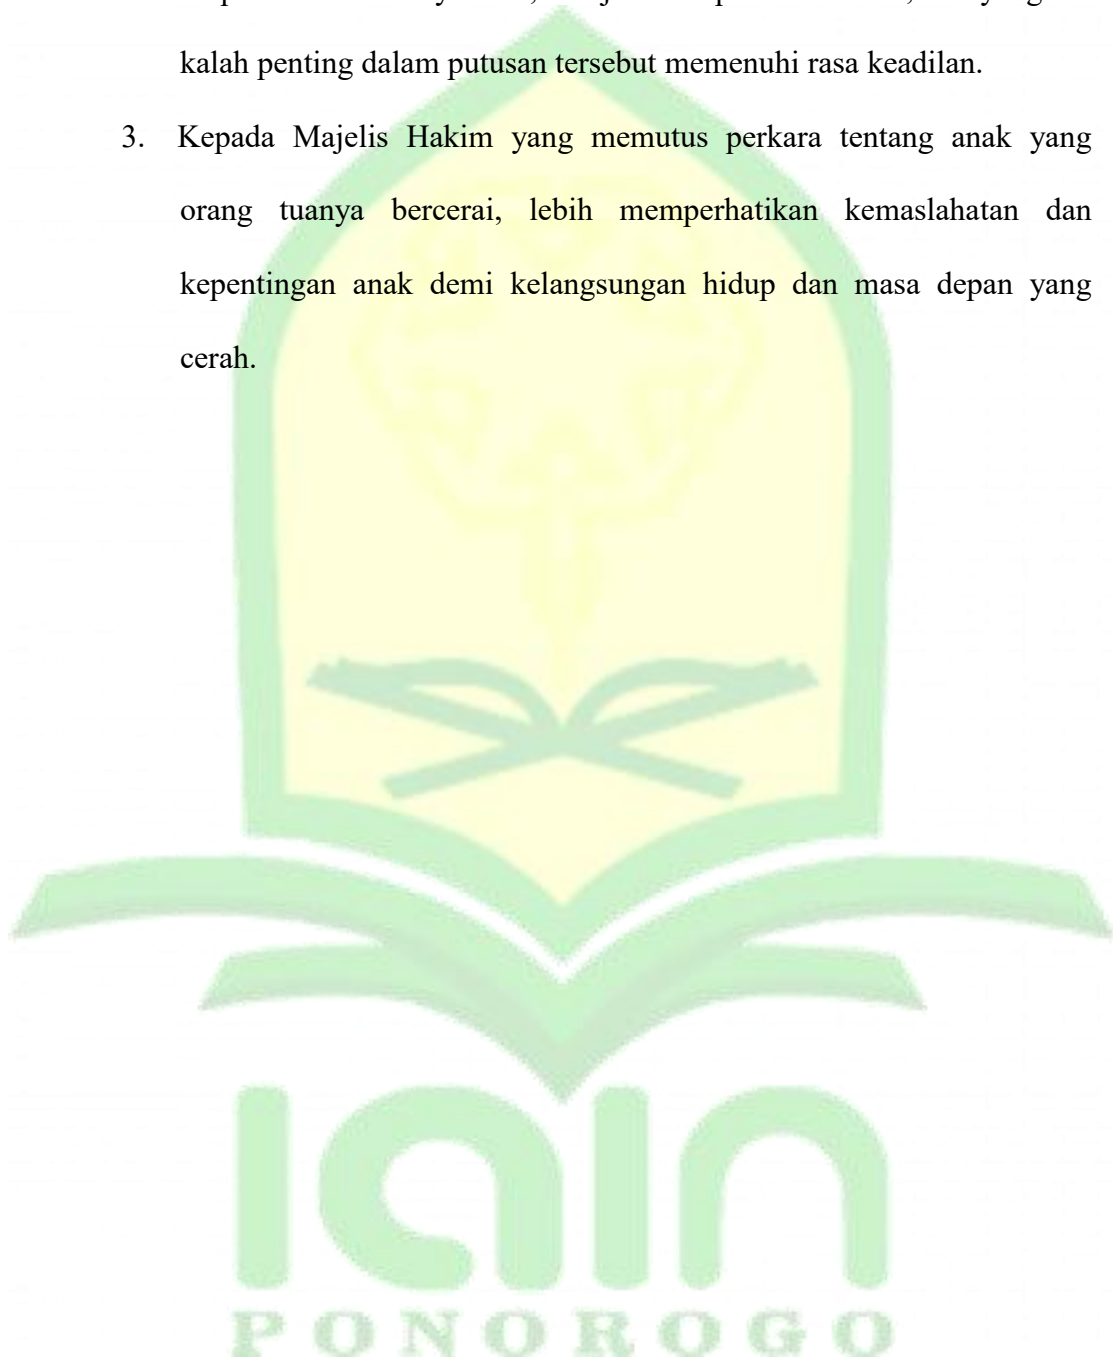 kalah penting dalam putusan tersebut memenuhi rasa keadilan.
3. Kepada Majelis Hakim yang memutus perkara tentang anak yang
orang tuanya bercerai, lebih memperhatikan kemaslahatan dan
kepentingan anak demi kelangsungan hidup dan masa depan yang
cerah.
IAIN
PONOROGO